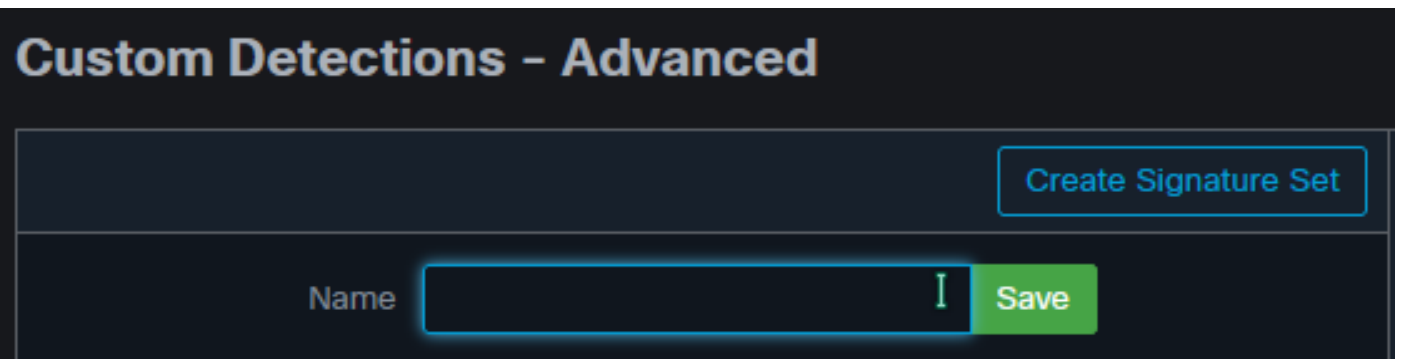 Custom Detections – Advanced
Create Signature Set
Name
Save